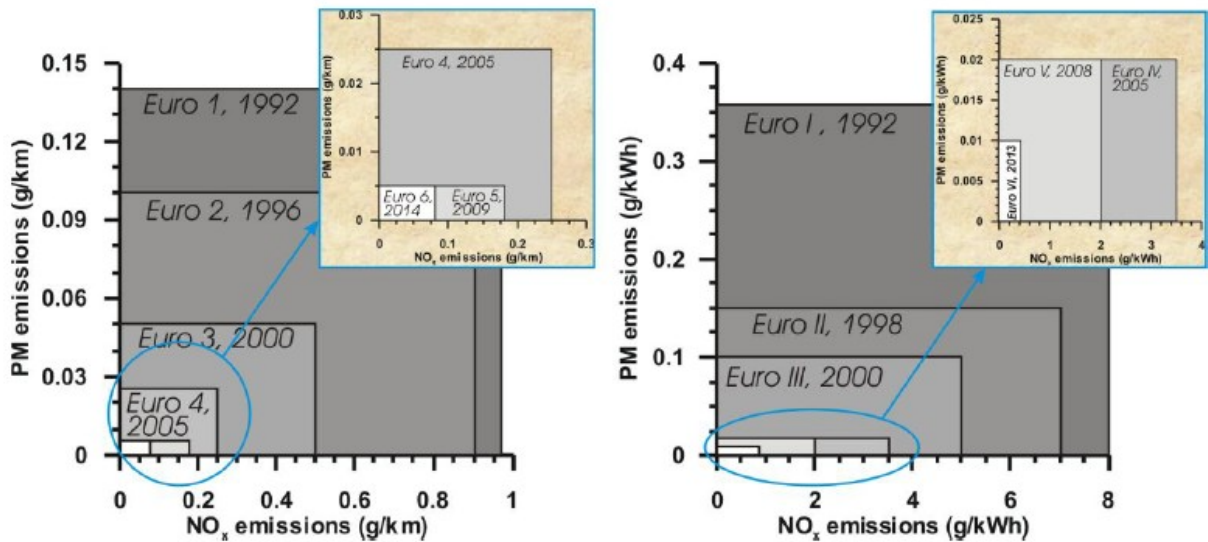 0.15
0.12
0.09
0.06
0.03
0
PM emissions (g/km)
Euro 1, 1992
Euro 2, 1996
Euro 3, 2000
Euro 4,
2005
0
0.2
0.4
0.6
0.8
1
NOx emissions (g/km)
0.03
0.02
0.01
0
PM emissions (g/km)
Euro 4, 2005
Euro 6,
2014
Euro 5,
2009
0
0.1
0.2
0.3
NOx emissions (g/km)
0.4
0.3
0.2
0.1
0
PM emissions (g/kWh)
Euro I , 1992
Euro II, 1998
Euro III, 2000
0
2
4
6
8
NOx emissions (g/kWh)
0.025
0.02
0.015
0.01
0.005
0
PM emissions (g/kWh)
Euro V, 2008
Euro IV,
2005
Euro VI, 2013
0
1
2
3
4
NOx emissions (g/kWh)